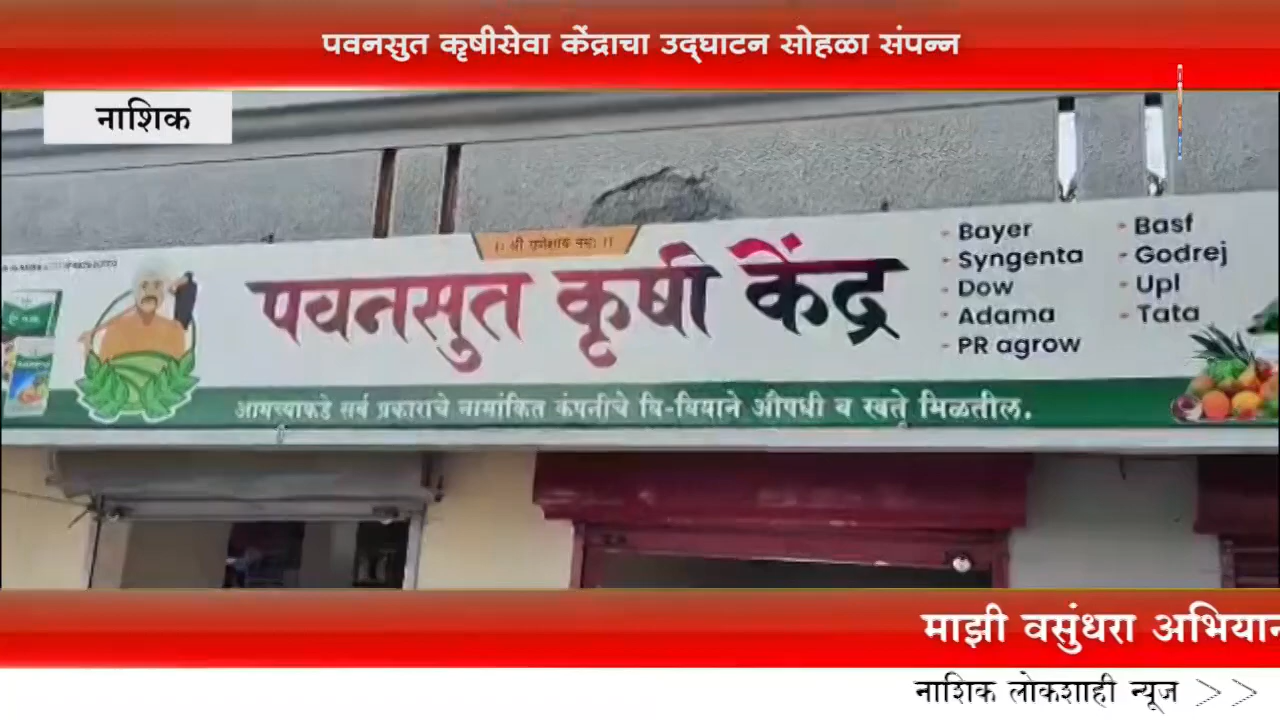 पवनसुत कृषीसेवा केंद्राचा उद्घाटन सोहळा संपन्न
नाशिक
।। श्री गणेशाय नमः ।।
पवनसुत कृषी केंद्र
- Bayer
- Syngenta
- Dow
- Adama
- PR agrow
- Basf
- Godrej
- Upl
- Tata
आमच्याकडे सर्व प्रकाराचे नामांकित कंपनीचे बि-बियाने औषधी व खते मिळतील.
माझी वसुंधरा अभियान
नाशिक लोकशाही न्यूज >>